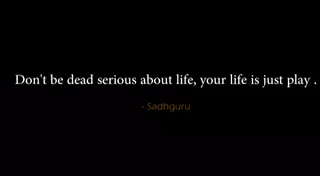 Don't be dead serious about life, your life is just play .
- Sadhguru